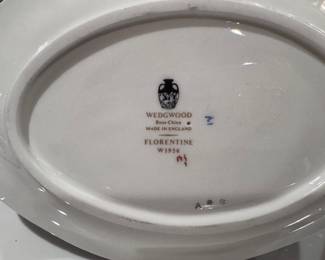 WEDGWOOD
Bone China
MADE IN ENGLAND
FLORENTINE
W1956